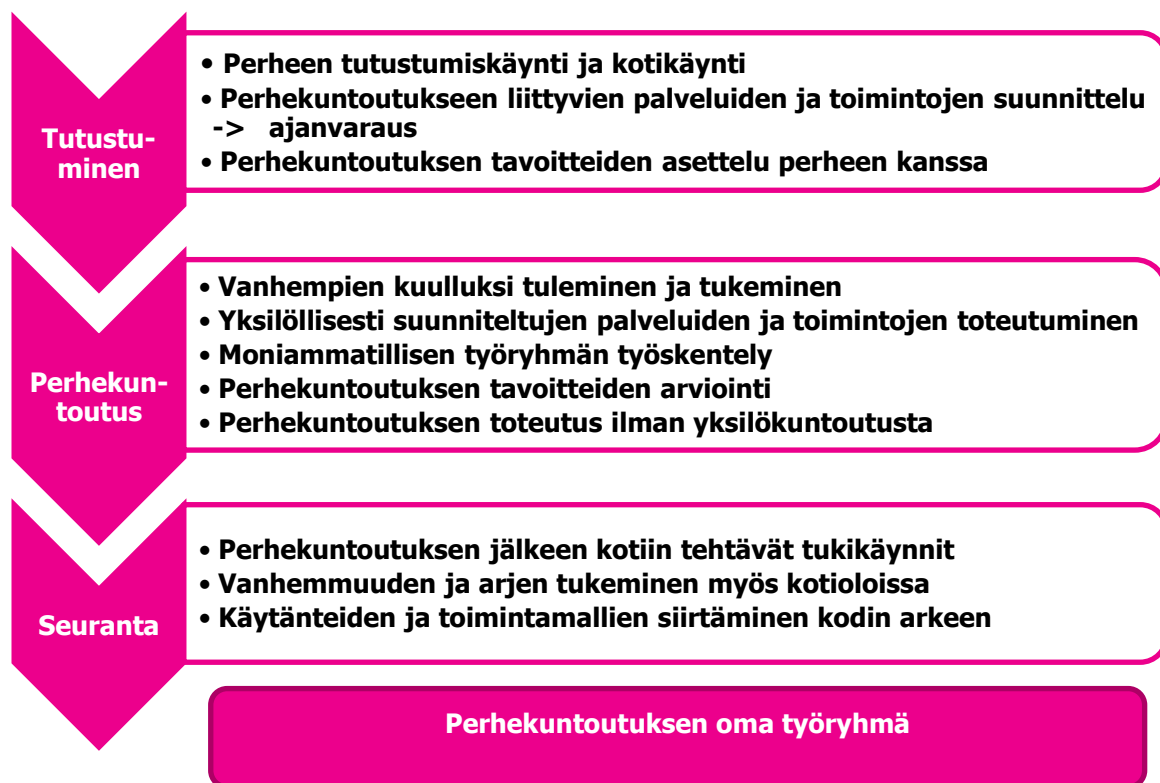 Tutustu-
minen
• Perheen tutustumiskäynti ja kotikäynti
• Perhekuntoutukseen liittyvien palveluiden ja toimintojen suunnittelu
-> ajanvaraus
• Perhekuntoutuksen tavoitteiden asettelu perheen kanssa
Perhekun-
toutus
• Vanhempien kuulluksi tuleminen ja tukeminen
• Yksilöllisesti suunniteltujen palveluiden ja toimintojen toteutuminen
• Moniammatillisen työryhmän työskentely
• Perhekuntoutuksen tavoitteiden arviointi
• Perhekuntoutuksen toteutus ilman yksilökuntoutusta
Seuranta
• Perhekuntoutuksen jälkeen kotiin tehtävät tukikäynnit
• Vanhemmuuden ja arjen tukeminen myös kotioloissa
• Käytänteiden ja toimintamallien siirtäminen kodin arkeen
Perhekuntoutuksen oma työryhmä